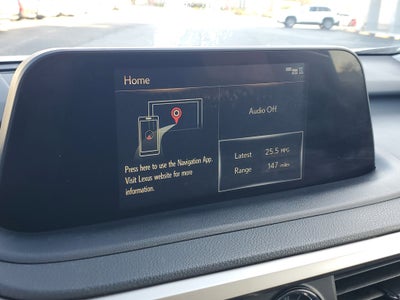 Home
Audio Off
Press here to use the Navigation App.
Visit Lexus website for more
information.
Latest 25.5 MPG
Range 147 miles